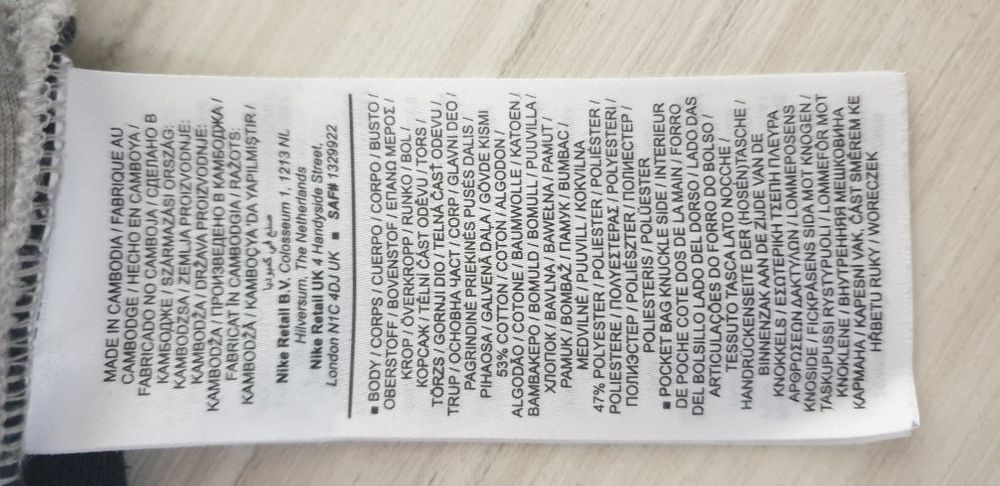 MADE IN CAMBODIA / FABRIQUE AU
CAMBODGE / HECHO EN CAMBOYA /
FABRICADO NO CAMBOJA / СДЕЛАНО В
КАМБОДЖЕ / SZÁRMAZÁSI ORSZÁG:
KAMBODZSA / ZEMLJA PROIZVODNJE:
KAMBODŽA / DRŽAVA PROIZVODNJE:
KAMBODŽA / ПРОИЗВЕДЕНО В КАМБОДЖА /
FABRICAT ÎN CAMBODGIA / RAŽOTS:
KAMBODŽĀ / KAMBOÇYA'DA YAPILMIŞTIR /
صنع في كمبوديا
Nike Retail B.V. Colosseum 1, 1213 NL
Hilversum, The Netherlands
Nike Retail UK 4 Handyside Street,
London N1C 4DJ UK ■ SAF# 1329922
■ BODY / CORPS / CUERPO / CORPO / BUSTO /
OBERSTOFF / BOVENSTOF / ΕΠΑΝΩ ΜΕΡΟΣ /
KROP / ÖVERKROPP / RUNKO / BOL /
КОРСАЖ / TĚLNÍ ČÁST ODĚVU / TORS /
TÖRZS / GORNJI DIO / TELNÁ ČASŤ ODEVU /
TRUP / ОСНОВНА ЧАСТ / CORP / GLAVNI DEO /
PAGRINDINĖ PRIEKINĖS PUSĖS DALIS /
PIHAOSA / GALVENĀ DAĻA / GÖVDE KISMI
53% COTTON / COTON / ALGODON /
ALGODÃO / COTONE / BAUMWOLLE / KATOEN /
ΒΑΜΒΑΚΕΡΟ / BOMULD / BOMULL / PUUVILLA /
ХЛОПОК / BAVLNA / BAWEŁNA / PAMUT /
PAMUK / BOMBAŽ / ПАМУК / BUMBAC /
MEDVILNĖ / PUUVILL / KOKVILNA
47% POLYESTER / POLIÉSTER / POLIÉSTER /
POLIESTERE / ΠΟΛΥΕΣΤΕΡΑΣ / POLYESTERI /
ПОЛИЭСТЕР / POLIÉSZTER / ПОЛИЕСТЕР /
POLIESTERIS / POLÜESTER
■ POCKET BAG KNUCKLE SIDE / INTERIEUR
DE POCHE COTE DOS DE LA MAIN / FORRO
DEL BOLSILLO LADO DEL DORSO / LADO DAS
ARTICULAÇÕES DO FORRO DO BOLSO /
TESSUTO TASCA LATO NOCCHE /
HANDRÜCKENSEITE DER (HOSEN)TASCHE /
BINNENZAK AAN DE ZIJDE VAN DE
KNOKKELS / ΕΣΩΤΕΡΙΚΗ ΤΣΕΠΗ ΠΛΕΥΡΑ
ΑΡΘΡΩΣΕΩΝ ΔΑΚΤΥΛΩΝ / LOMMEPOSENS
KNOSIDE / FICKPÅSENS SIDA MOT KNOGEN /
TASKUPUSSI RYSTYPUOLI / LOMMEFÔR MOT
KNOKLENE / ВНУТРЕННЯЯ МЕШКОВИНА
КАРМАНА / KAPESNÍ VAK, ČÁST SMĚREM KE
HŘBETU RUKY / WORECZEK